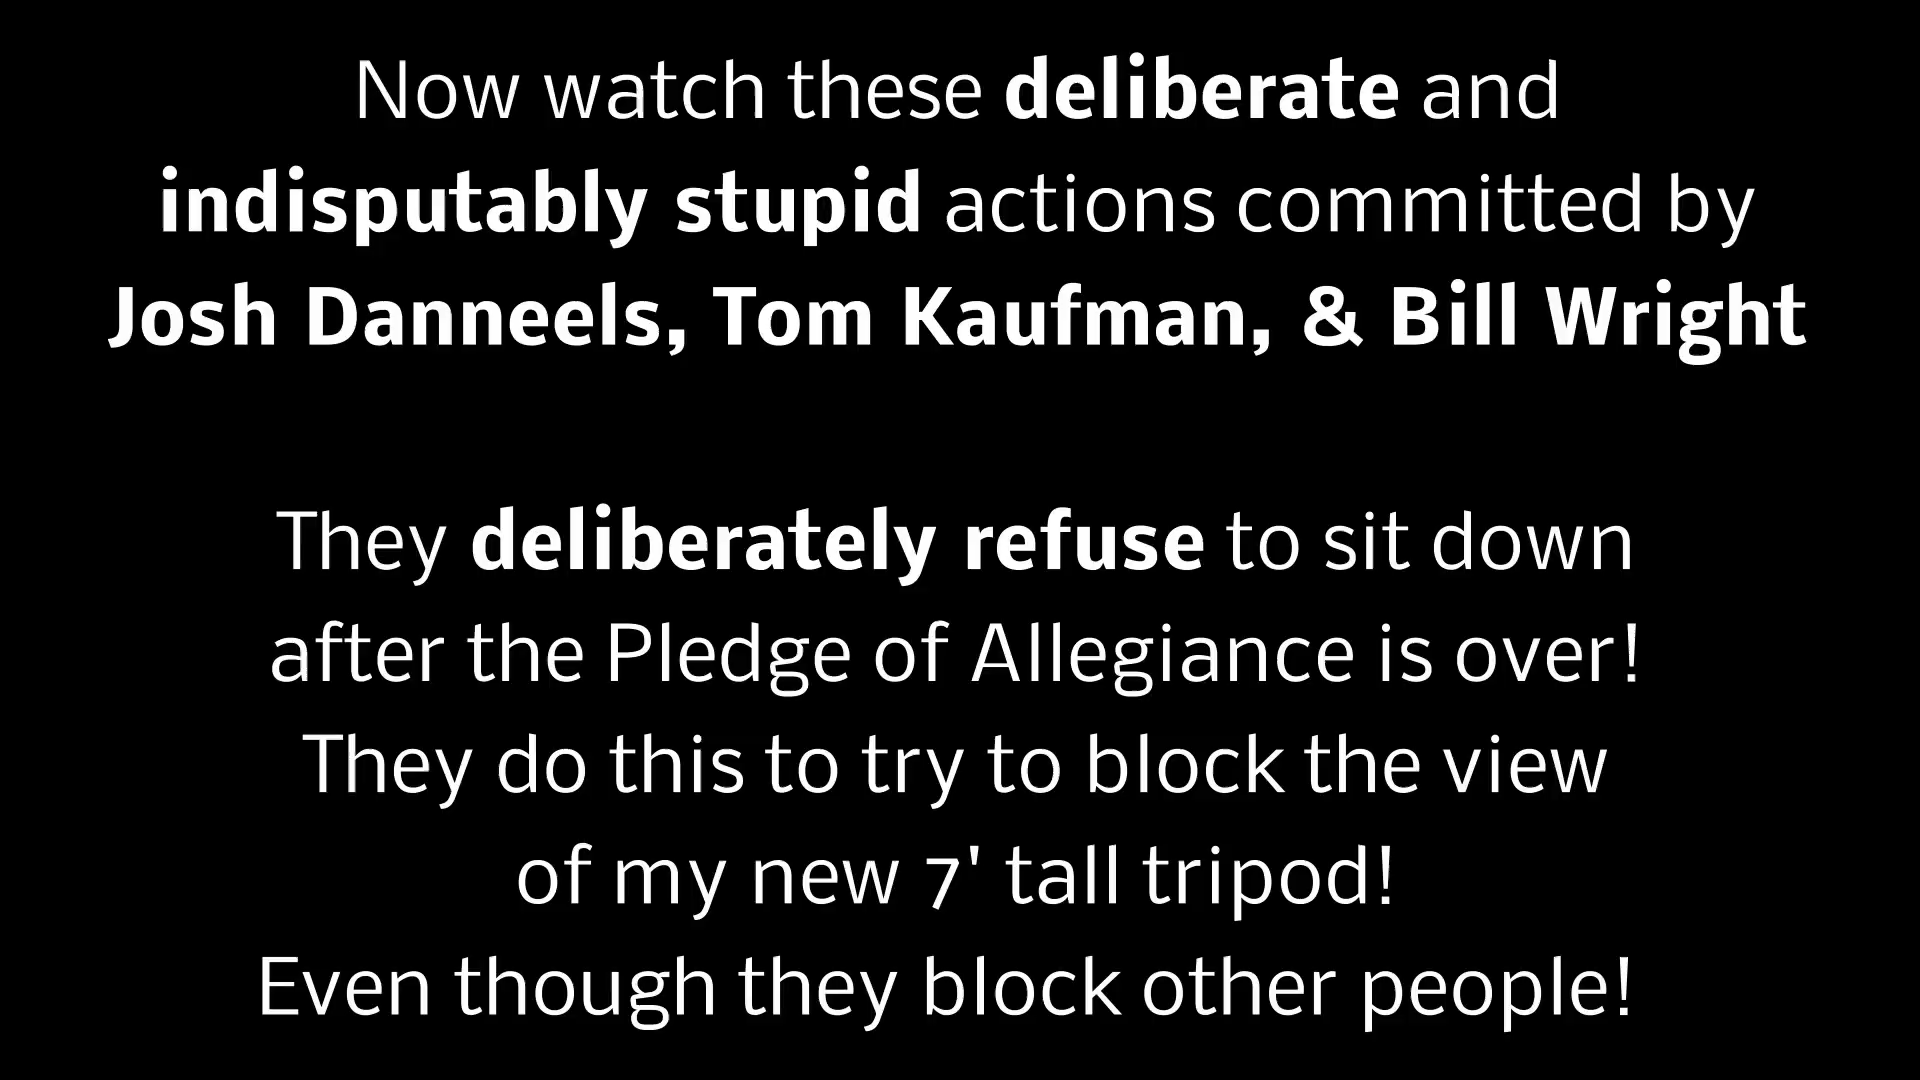 Now watch these deliberate and
indisputably stupid actions committed by
Josh Danneels, Tom Kaufman, & Bill Wright
They deliberately refuse to sit down
after the Pledge of Allegiance is over!
They do this to try to block the view
of my new 7' tall tripod!
Even though they block other people!